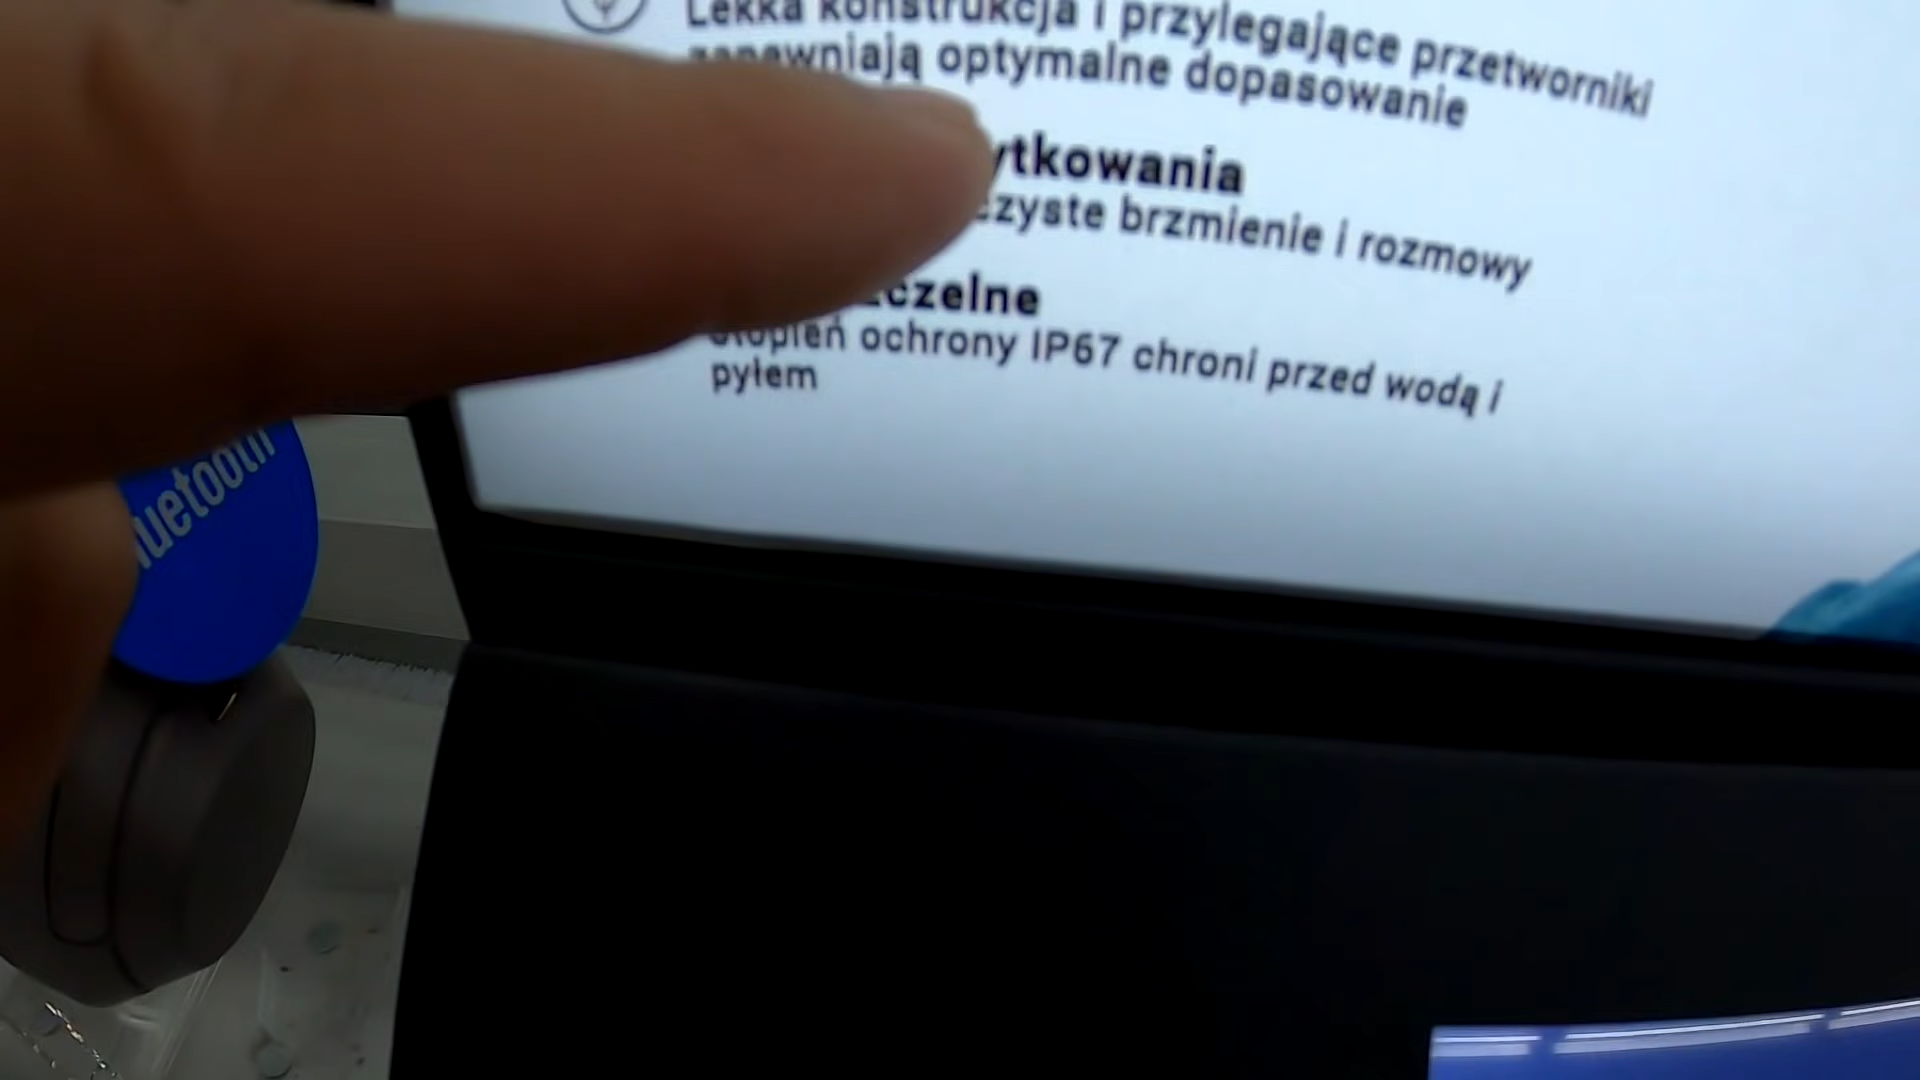 Lekka konstrukcja i przylegające przetworniki
zapewniają optymalne dopasowanie
ytkowania
czyste brzmienie i rozmowy
czelne
Stopień ochrony IP67 chroni przed wodą i
pyłem
luetooth